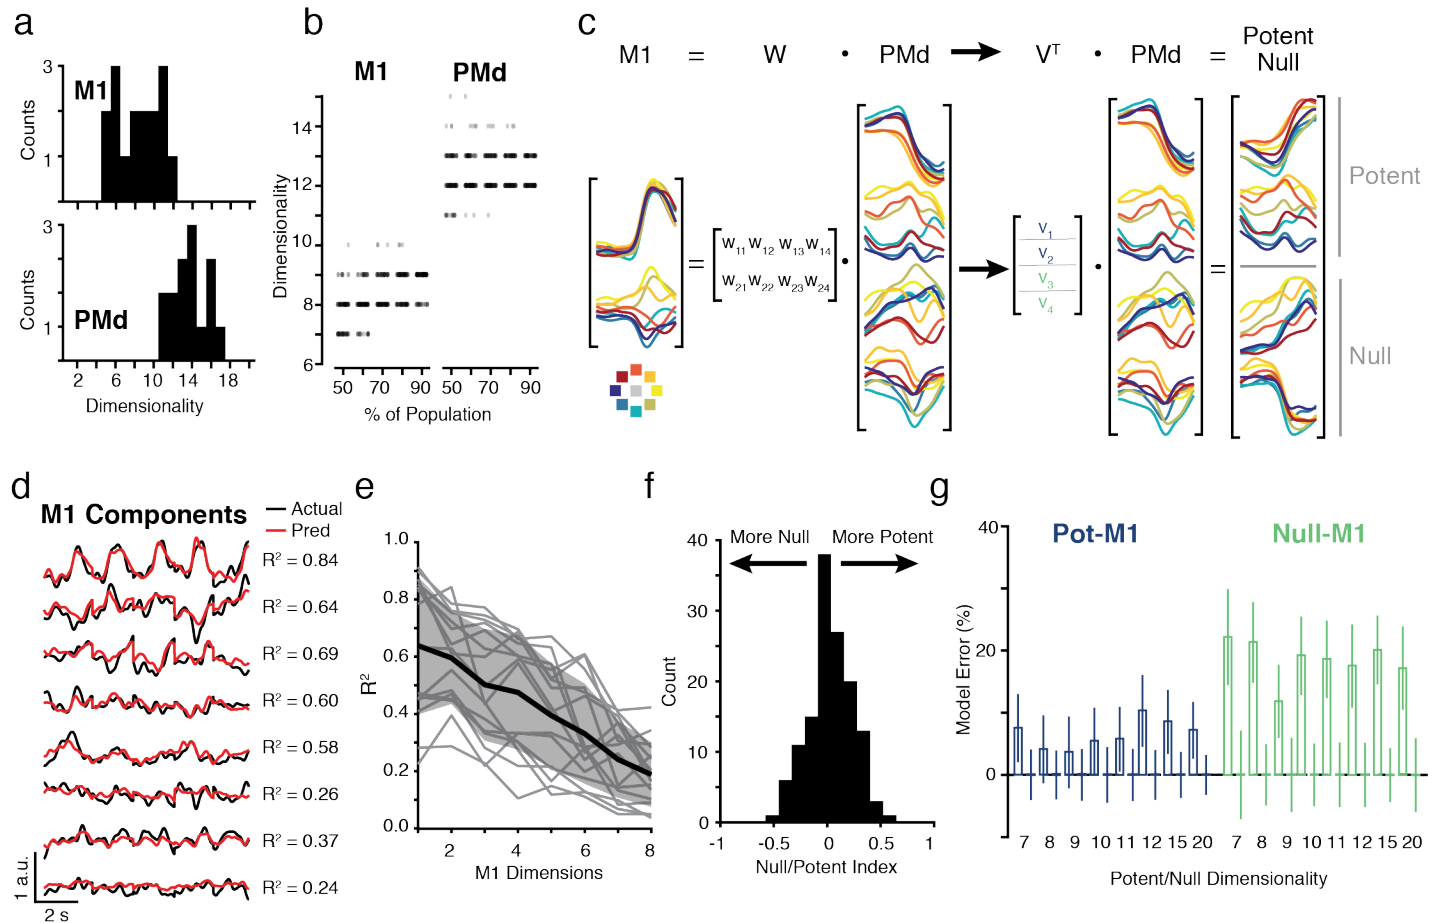 a
3
M1
Counts
1
3
Counts
PMd
1
2 6 10 14 18
Dimensionality
b
M1 PMd
14
12
10
8
6
Dimensionality
50 70 90 50 70 90
% of Population
c
M1 = W • PMd Vᵀ • PMd = Potent
Null
= W₁₁ W₁₂ W₁₃ W₁₄ • V₁ • =
W₂₁ W₂₂ W₂₃ W₂₄ V₂
V₃
V₄
Potent
Null
d
M1 Components
Actual
Pred
R² = 0.84
R² = 0.64
R² = 0.69
R² = 0.60
R² = 0.58
R² = 0.26
R² = 0.37
R² = 0.24
1 a.u.
2 s
e
1.0
0.8
0.6
0.4
0.2
0.0
R²
2 4 6 8
M1 Dimensions
f
More Null More Potent
40
30
20
10
0
Count
-1 -0.5 0 0.5 1
Null/Potent Index
g
Pot-M1 Null-M1
40
20
0
Model Error (%)
7 8 9 10 11 12 15 20 7 8 9 10 11 12 15 20
Potent/Null Dimensionality